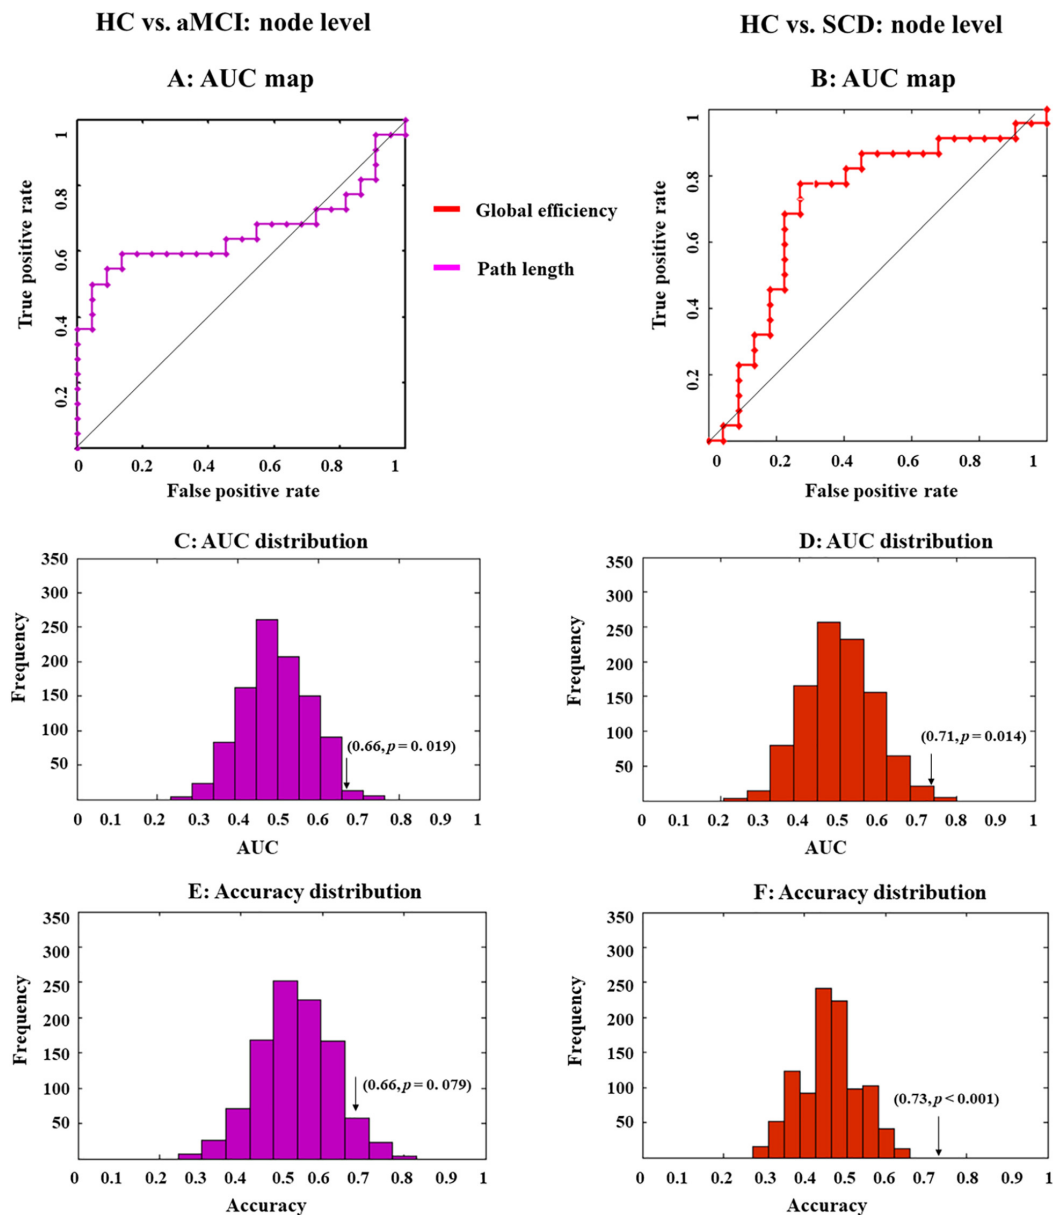 HC vs. aMCI: node level
HC vs. SCD: node level
A: AUC map
B: AUC map
True positive rate
1
0.8
0.6
0.4
0.2
0 0.2 0.4 0.6 0.8 1
False positive rate
Global efficiency
Path length
True positive rate
1
0.8
0.6
0.4
0.2
0 0.2 0.4 0.6 0.8 1
False positive rate
C: AUC distribution
Frequency
350
300
250
200
150
100
50
(0.66, p = 0. 019)
0 0.1 0.2 0.3 0.4 0.5 0.6 0.7 0.8 0.9 1
AUC
D: AUC distribution
Frequency
350
300
250
200
150
100
50
(0.71, p = 0.014)
0 0.1 0.2 0.3 0.4 0.5 0.6 0.7 0.8 0.9 1
AUC
E: Accuracy distribution
Frequency
350
300
250
200
150
100
50
(0.66, p = 0. 079)
0 0.1 0.2 0.3 0.4 0.5 0.6 0.7 0.8 0.9 1
Accuracy
F: Accuracy distribution
Frequency
350
300
250
200
150
100
50
(0.73, p < 0.001)
0 0.1 0.2 0.3 0.4 0.5 0.6 0.7 0.8 0.9 1
Accuracy